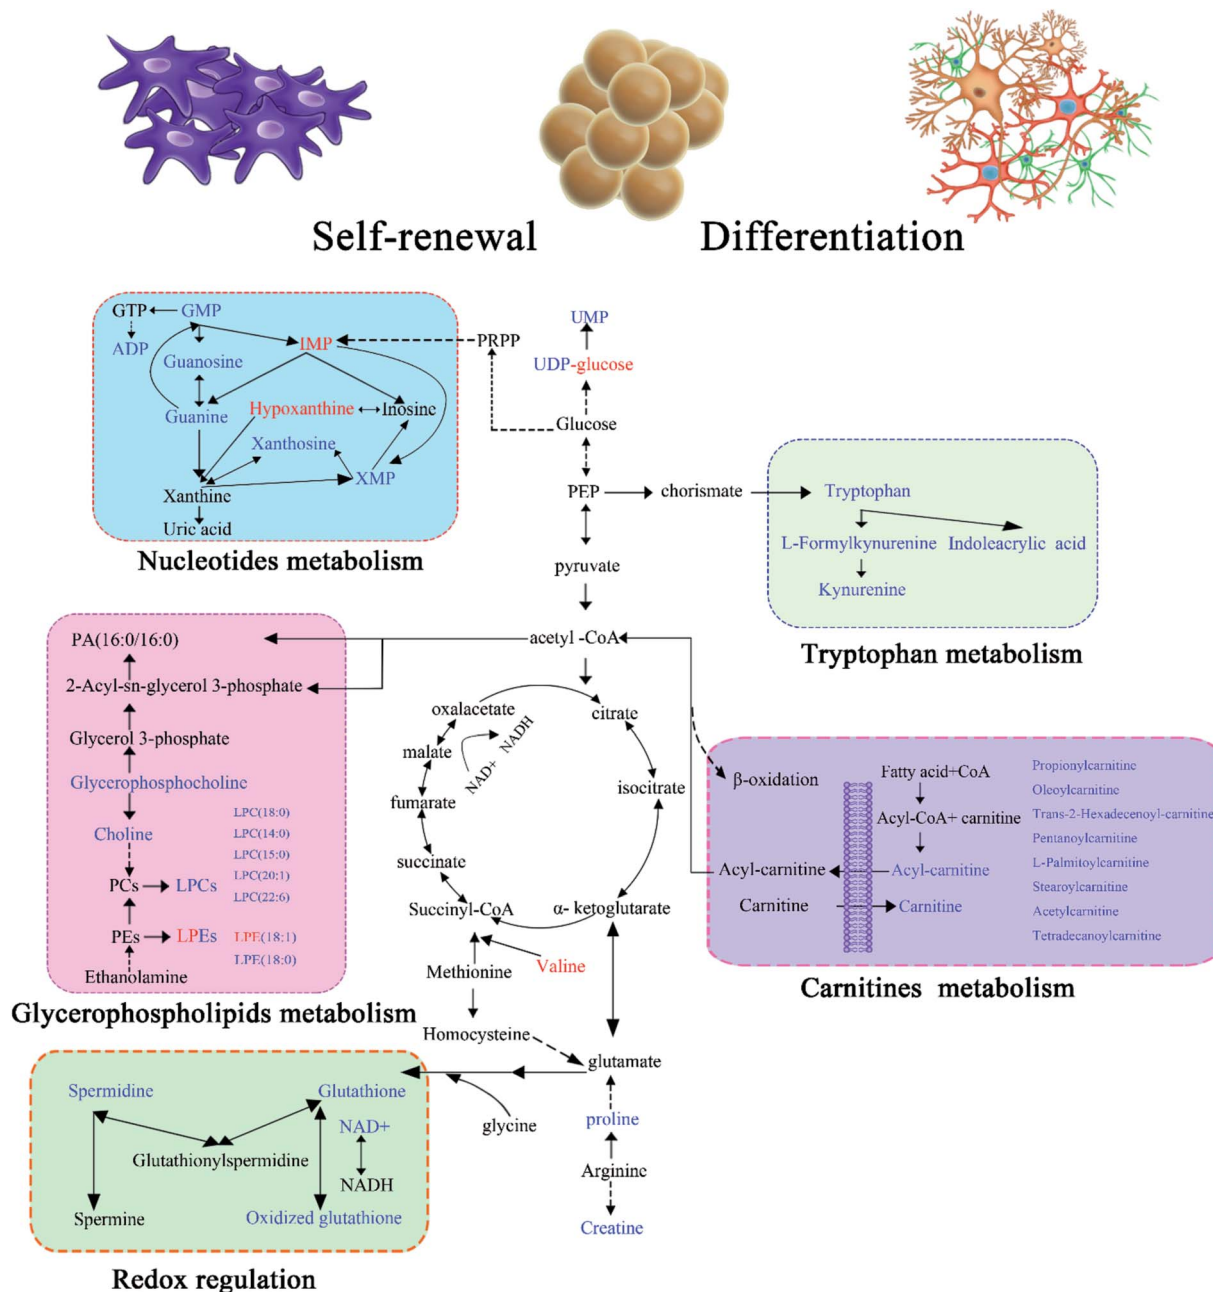 Self-renewal
Differentiation
GTP
GMP
ADP
Guanosine
IMP
Guanine
Hypoxanthine
Inosine
Xanthosine
XMP
Xanthine
Uric acid
Nucleotides metabolism
UMP
UDP-glucose
PRPP
Glucose
PEP
chorismate
pyruvate
acetyl -CoA
Tryptophan
L-Formylkynurenine
Indoleacrylic acid
Kynurenine
Tryptophan metabolism
PA(16:0/16:0)
2-Acyl-sn-glycerol 3-phosphate
Glycerol 3-phosphate
Glycerophosphocholine
Choline
PCs
LPCs
PEs
LPEs
Ethanolamine
LPC(18:0)
LPC(14:0)
LPC(15:0)
LPC(20:1)
LPC(22:6)
LPE(18:1)
LPE(18:0)
Glycerophospholipids metabolism
oxalacetate
citrate
malate
NAD+
NADH
isocitrate
fumarate
succinate
Succinyl-CoA
α- ketoglutarate
Methionine
Valine
Homocysteine
glutamate
glycine
proline
Arginine
Creatine
β-oxidation
Fatty acid+CoA
Acyl-CoA+ carnitine
Acyl-carnitine
Acyl-carnitine
Carnitine
Carnitine
Propionylcarnitine
Oleoylcarnitine
Trans-2-Hexadecenoyl-carnitine
Pentanoylcarnitine
L-Palmitoylcarnitine
Stearoylcarnitine
Acetylcarnitine
Tetradecanoylcarnitine
Carnitines metabolism
Spermidine
Glutathione
NAD+
Glutathionylspermidine
NADH
Spermine
Oxidized glutathione
Redox regulation